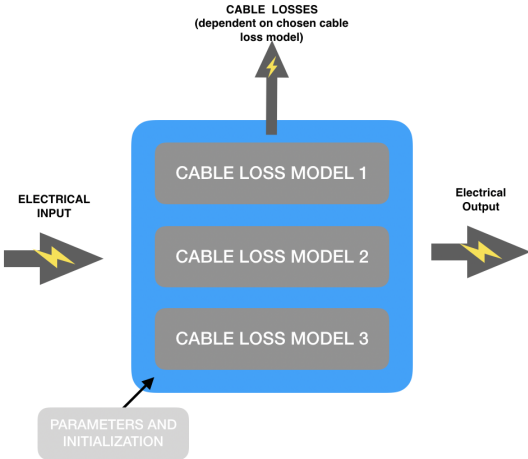 CABLE LOSSES
(dependent on chosen cable
loss model)
CABLE LOSS MODEL 1
ELECTRICAL
INPUT
Electrical
Output
CABLE LOSS MODEL 2
CABLE LOSS MODEL 3
PARAMETERS AND
INITIALIZATION